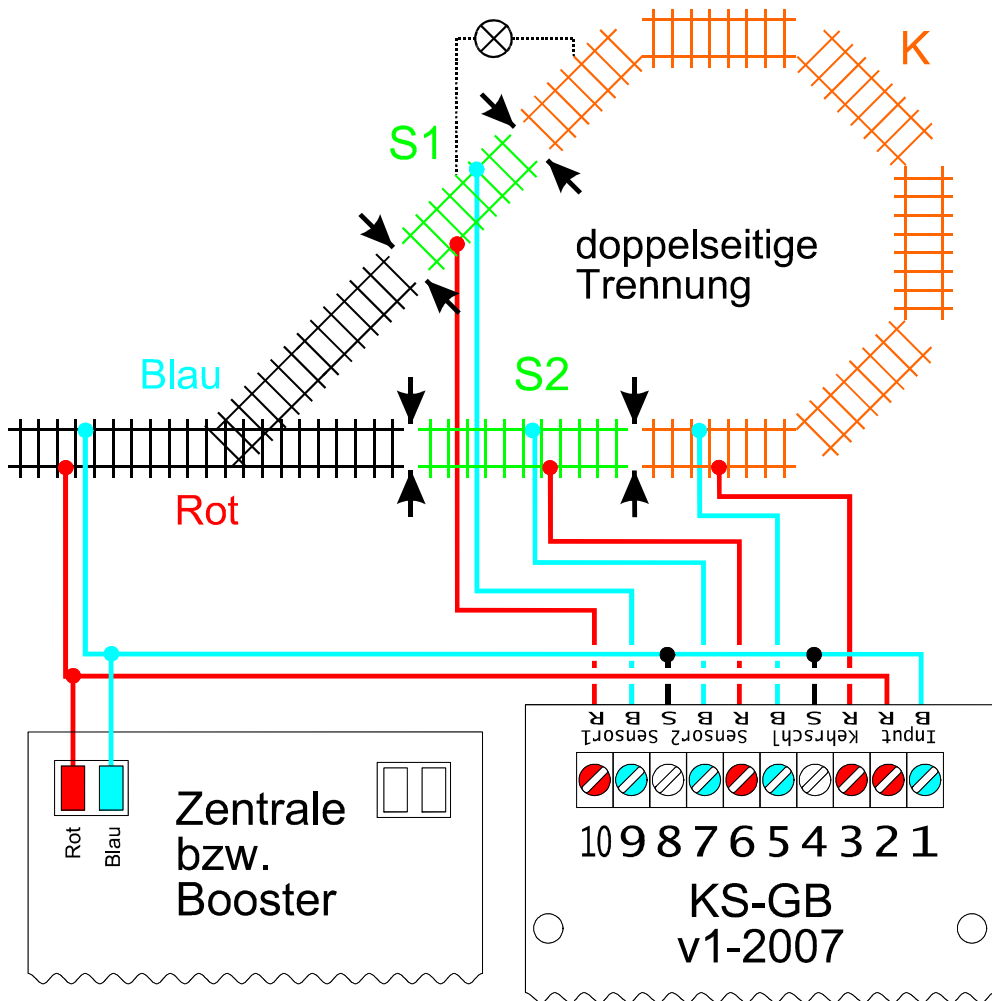 K
S1
doppelseitige
Trennung
Blau
S2
Rot
R B S B R B S R R B
Sensor1 Sensor2 Kehrschl Input
Rot
Blau
Zentrale
bzw.
Booster
10 9 8 7 6 5 4 3 2 1
KS-GB
v1-2007